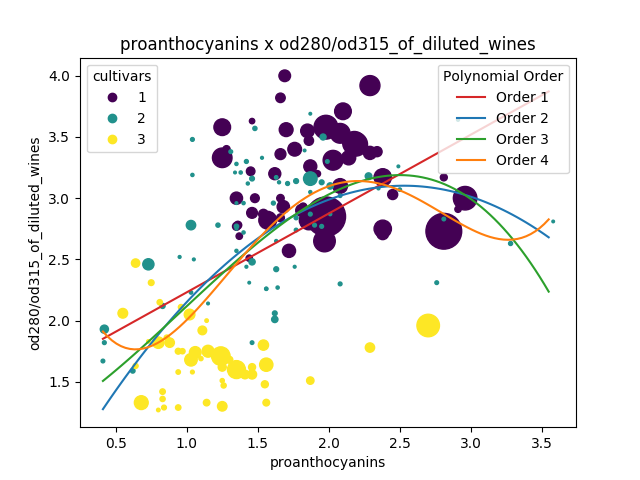 proanthocyanins x od280/od315_of_diluted_wines
cultivars
1
2
3
Polynomial Order
Order 1
Order 2
Order 3
Order 4
od280/od315_of_diluted_wines
4.0
3.5
3.0
2.5
2.0
1.5
0.5 1.0 1.5 2.0 2.5 3.0 3.5
proanthocyanins